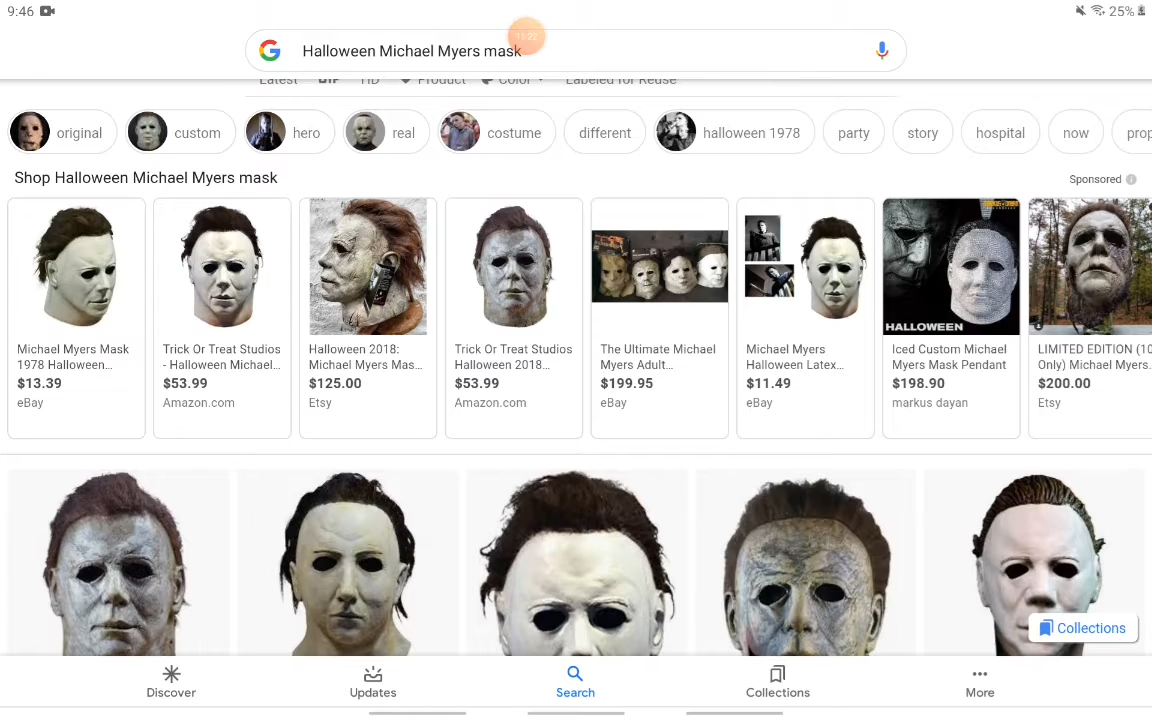 9:46
25%
11:22
Halloween Michael Myers mask
Latest GIF HD Product Color Labeled for Reuse
original custom hero real costume different halloween 1978 party story hospital now prop
Shop Halloween Michael Myers mask
Sponsored
Michael Myers Mask
1978 Halloween...
$13.39
eBay
Trick Or Treat Studios
- Halloween Michael...
$53.99
Amazon.com
Halloween 2018:
Michael Myers Mas...
$125.00
Etsy
Trick Or Treat Studios
Halloween 2018...
$53.99
Amazon.com
The Ultimate Michael
Myers Adult...
$199.95
eBay
Michael Myers
Halloween Latex...
$11.49
eBay
HALLOWEEN
Iced Custom Michael
Myers Mask Pendant
$198.90
markus dayan
LIMITED EDITION (10
Only) Michael Myers
$200.00
Etsy
Collections
Discover Updates Search Collections More